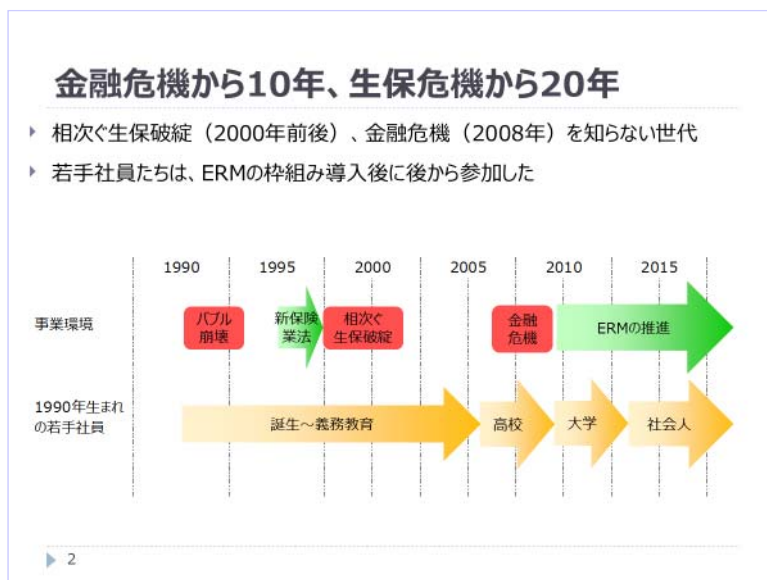 金融危機から10年、生保危機から20年
相次ぐ生保破綻（2000年前後）、金融危機（2008年）を知らない世代
若手社員たちは、ERMの枠組み導入後に後から参加した
1990 1995 2000 2005 2010 2015
事業環境
バブル
崩壊
新保険
業法
相次ぐ
生保破綻
金融
危機
ERMの推進
1990年生まれ
の若手社員
誕生～義務教育
高校
大学
社会人
2